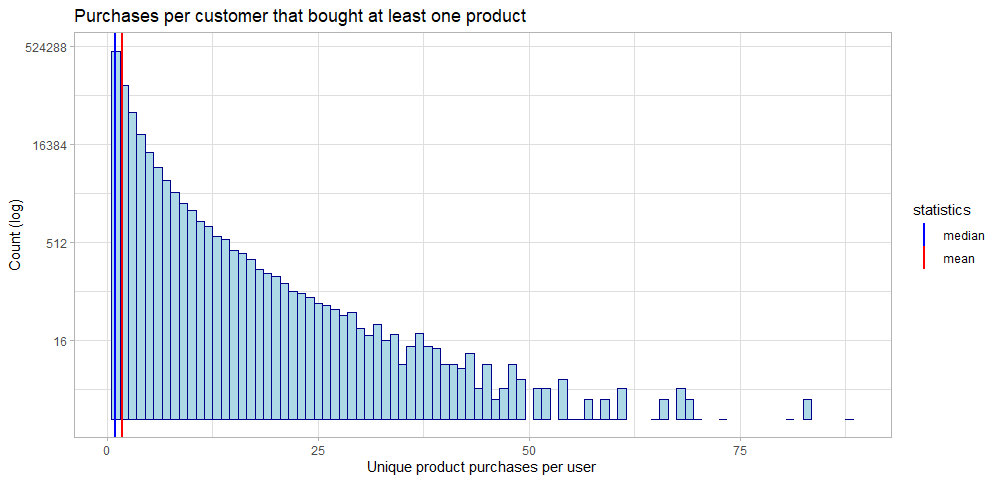 Purchases per customer that bought at least one product
524288
16384
512
16
Count (log)
0 25 50 75
Unique product purchases per user
statistics
median
mean